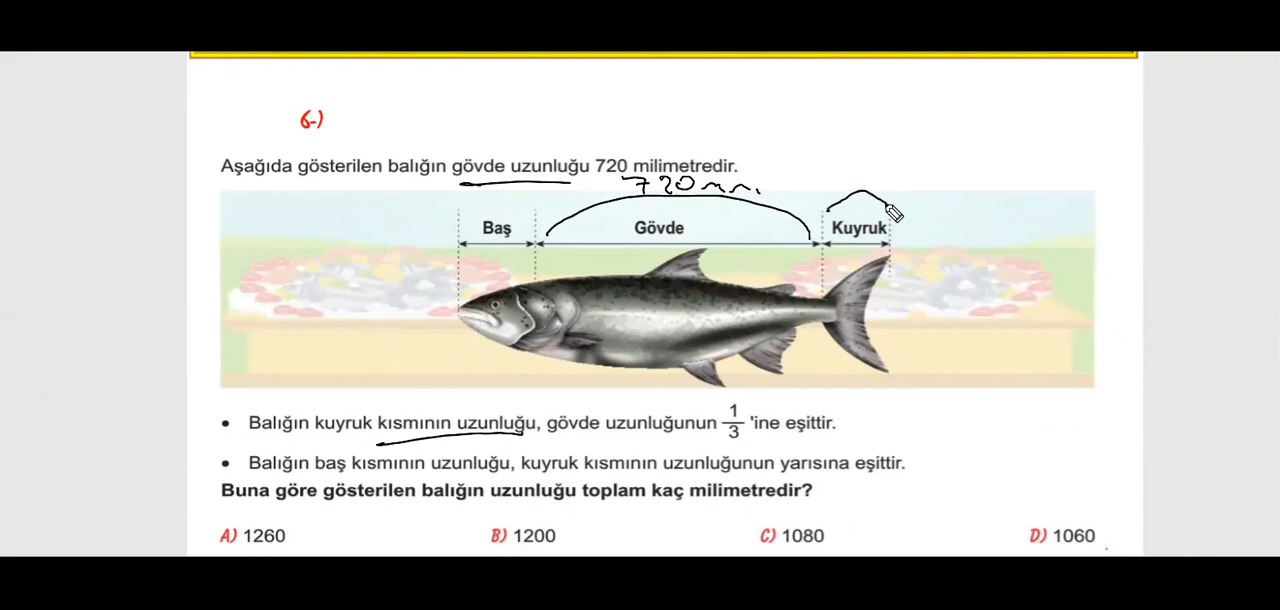 6-)
Aşağıda gösterilen balığın gövde uzunluğu 720 milimetredir.
720 mm
Baş Gövde Kuyruk
• Balığın kuyruk kısmının uzunluğu, gövde uzunluğunun 1/3 'ine eşittir.
• Balığın baş kısmının uzunluğu, kuyruk kısmının uzunluğunun yarısına eşittir.
Buna göre gösterilen balığın uzunluğu toplam kaç milimetredir?
A) 1260 B) 1200 C) 1080 D) 1060